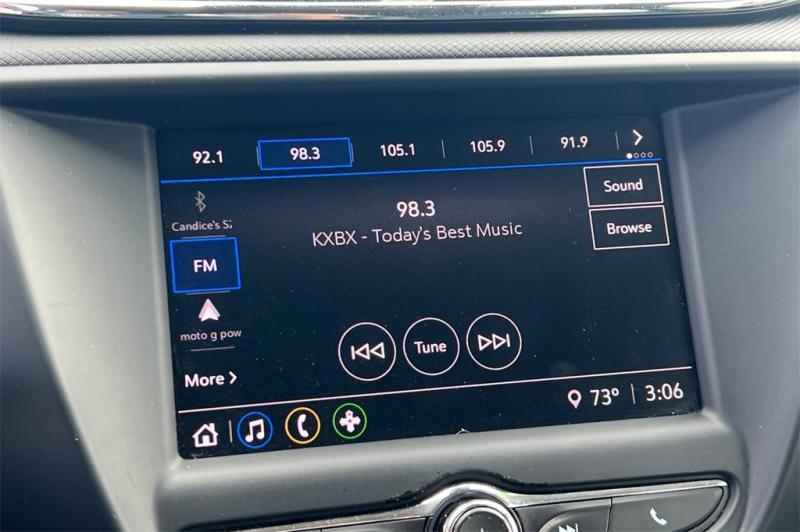 92.1 98.3 105.1 105.9 91.9
98.3
KXBX - Today's Best Music
Sound
Browse
Candice's S
FM
moto g pow
More
Tune
73° 3:06